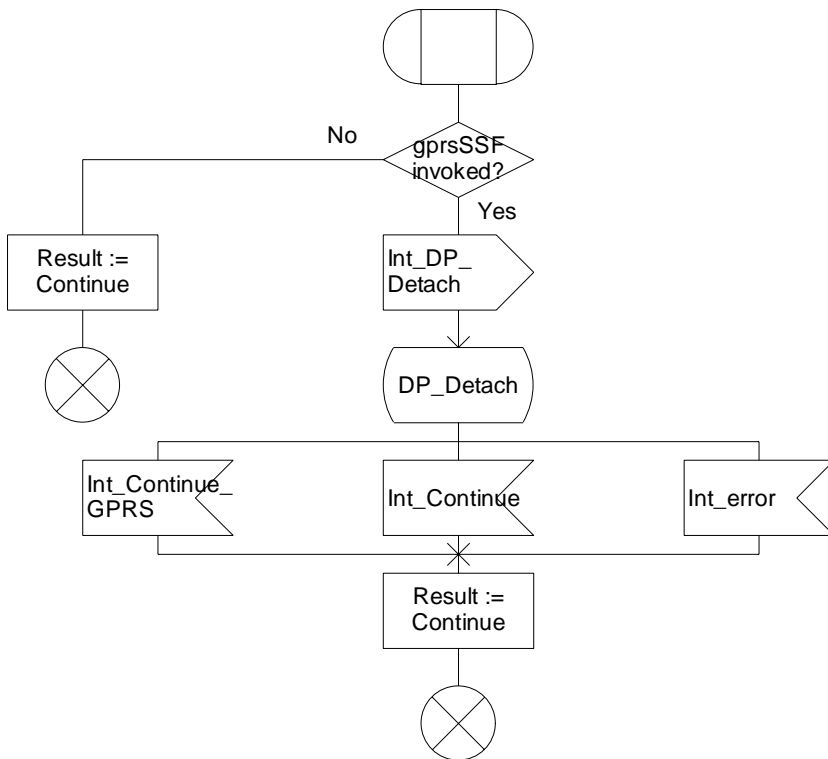 gprsSSF
invoked?
No
Yes
Result :=
Continue
Int_DP_
Detach
DP_Detach
Int_Continue_
GPRS
Int_Continue
Int_error
Result :=
Continue